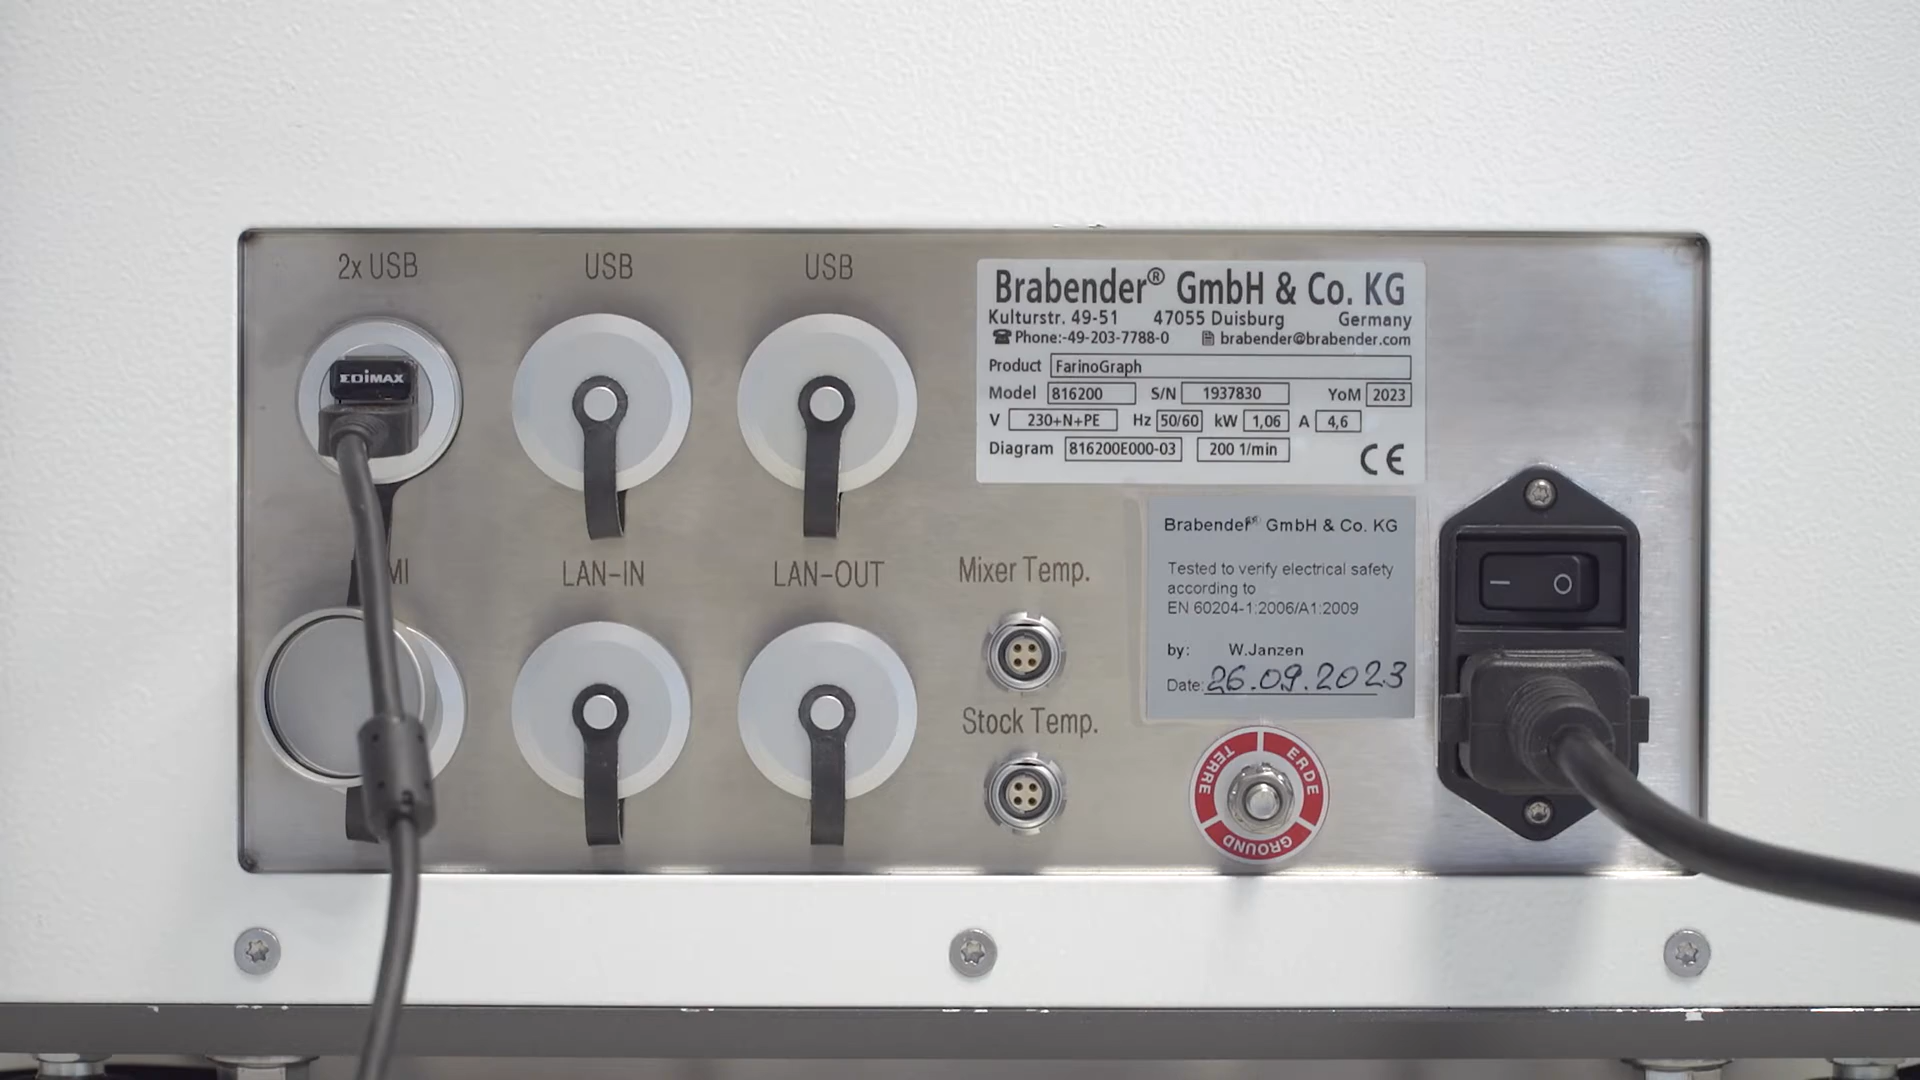 2x USB
USB
USB
EDIMAX
LAN-IN
LAN-OUT
Mixer Temp.
Stock Temp.
Brabender® GmbH & Co. KG
Kulturstr. 49-51 47055 Duisburg Germany
Phone:-49-203-7788-0 brabender@brabender.com
Product FarinoGraph
Model 816200 S/N 1937830 YoM 2023
V 230+N+PE Hz 50/60 kW 1,06 A 4,6
Diagram 816200E000-03 200 1/min
CE
Brabender® GmbH & Co. KG
Tested to verify electrical safety
according to
EN 60204-1:2006/A1:2009
by: W.Janzen
Date: 26.09.2023
TERRE
ERDE
GROUND